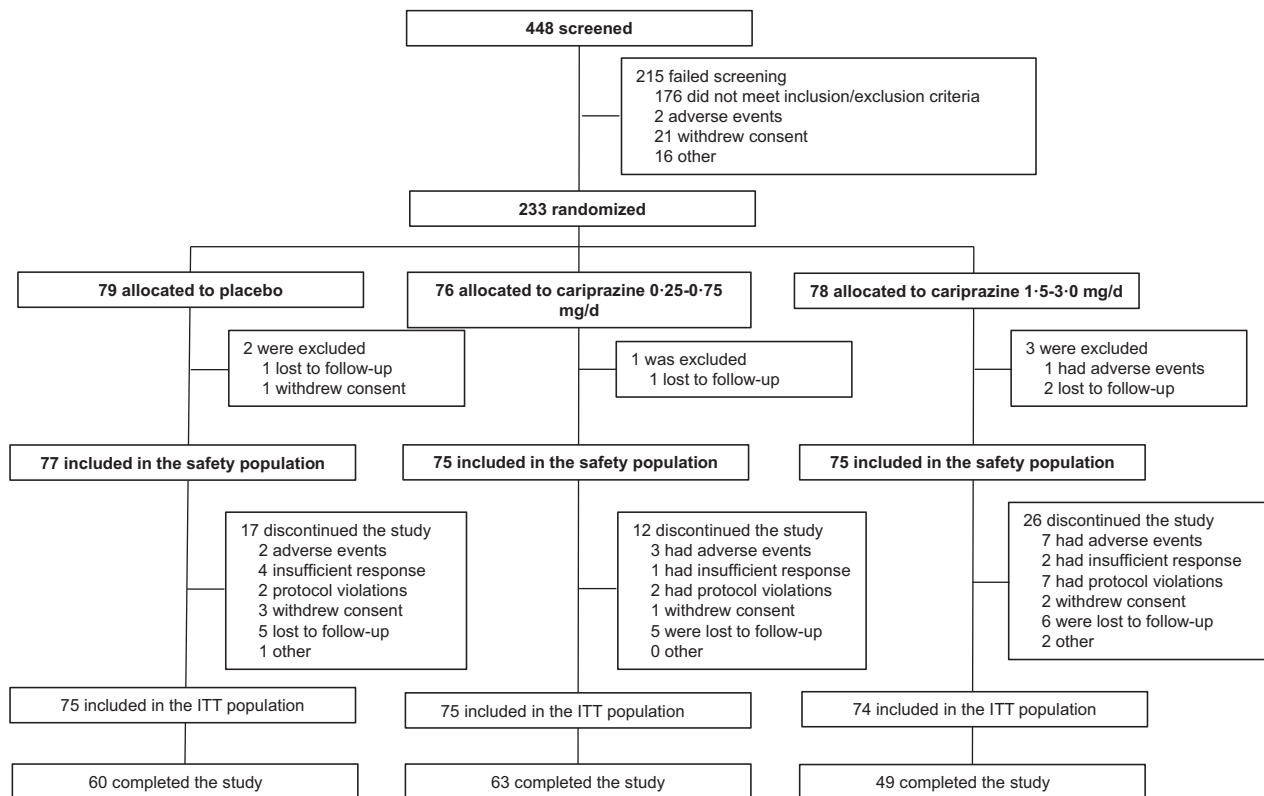 448 screened
215 failed screening
176 did not meet inclusion/exclusion criteria
2 adverse events
21 withdrew consent
16 other
233 randomized
79 allocated to placebo
76 allocated to cariprazine 0·25-0·75
mg/d
78 allocated to cariprazine 1·5-3·0 mg/d
2 were excluded
1 lost to follow-up
1 withdrew consent
1 was excluded
1 lost to follow-up
3 were excluded
1 had adverse events
2 lost to follow-up
77 included in the safety population
75 included in the safety population
75 included in the safety population
17 discontinued the study
2 adverse events
4 insufficient response
2 protocol violations
3 withdrew consent
5 lost to follow-up
1 other
12 discontinued the study
3 had adverse events
1 had insufficient response
2 had protocol violations
1 withdrew consent
5 were lost to follow-up
0 other
26 discontinued the study
7 had adverse events
2 had insufficient response
7 had protocol violations
2 withdrew consent
6 were lost to follow-up
2 other
75 included in the ITT population
75 included in the ITT population
74 included in the ITT population
60 completed the study
63 completed the study
49 completed the study